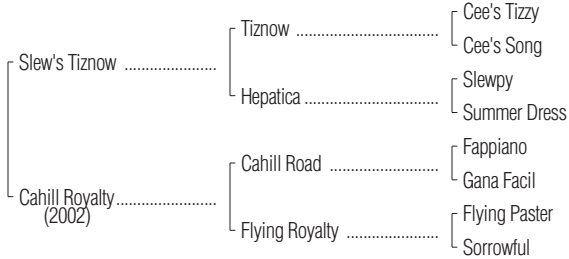 Cee's Tizzy
Tiznow ............................................
Cee's Song
Slew's Tiznow ............................
Slewpy
Hepatica .........................................
Summer Dress
Fappiano
Cahill Road ..................................
Gana Facil
Cahill Royalty ..............................
(2002)
Flying Paster
Flying Royalty ............................
Sorrowful